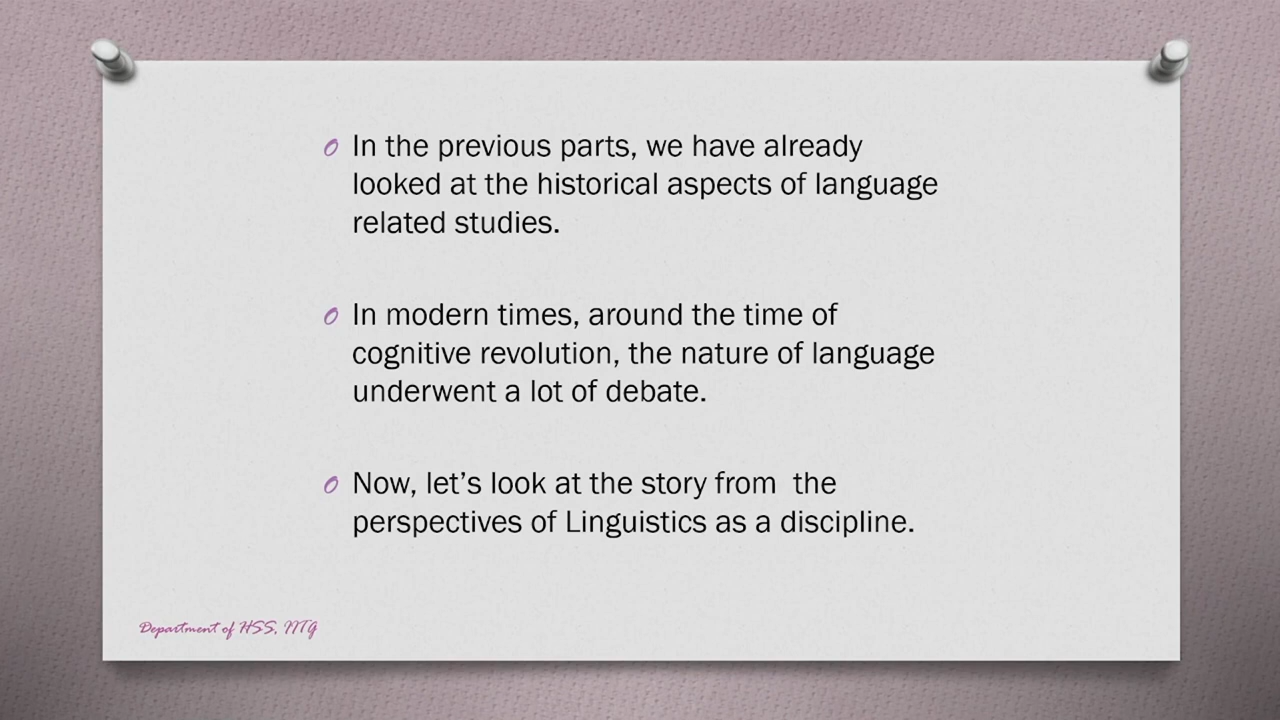 In the previous parts, we have already
looked at the historical aspects of language
related studies.
In modern times, around the time of
cognitive revolution, the nature of language
underwent a lot of debate.
Now, let's look at the story from  the
perspectives of Linguistics as a discipline.
Department of HSS, IITG